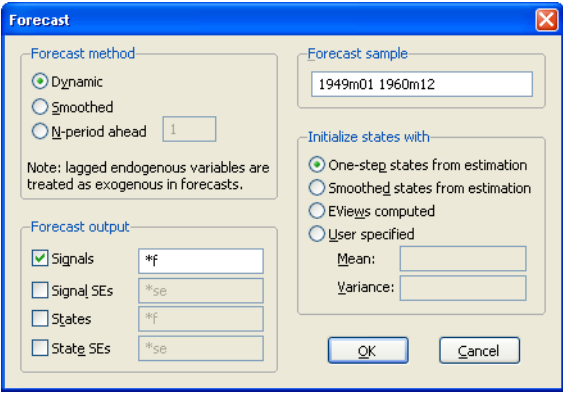 Forecast
Forecast method
Dynamic
Smoothed
N-period ahead 1
Note: lagged endogenous variables are
treated as exogenous in forecasts.
Forecast output
Signals *f
Signal SEs *se
States *f
State SEs *se
Forecast sample
1949m01 1960m12
Initialize states with
One-step states from estimation
Smoothed states from estimation
EViews computed
User specified
Mean:
Variance:
OK Cancel